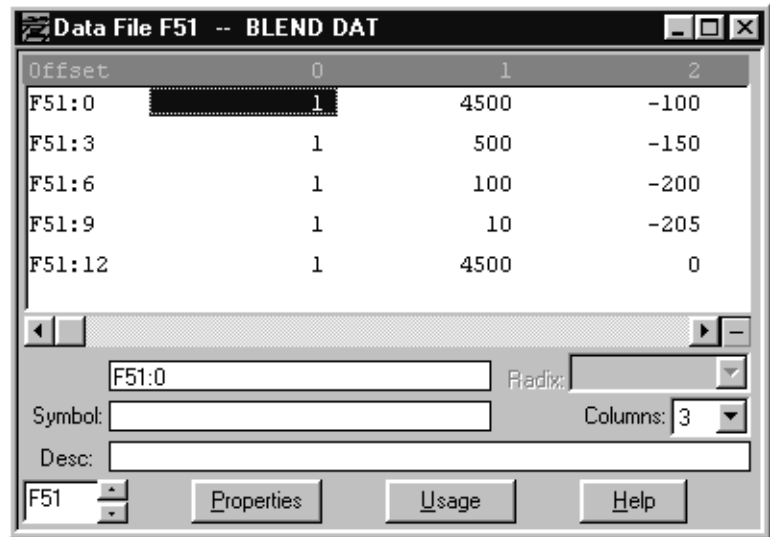 Data File F51 -- BLEND DAT
Offset 0 1 2
F51:0 1 4500 -100
F51:3 1 500 -150
F51:6 1 100 -200
F51:9 1 10 -205
F51:12 1 4500 0
F51:0 Radix:
Symbol: Columns: 3
Desc:
F51 Properties Usage Help